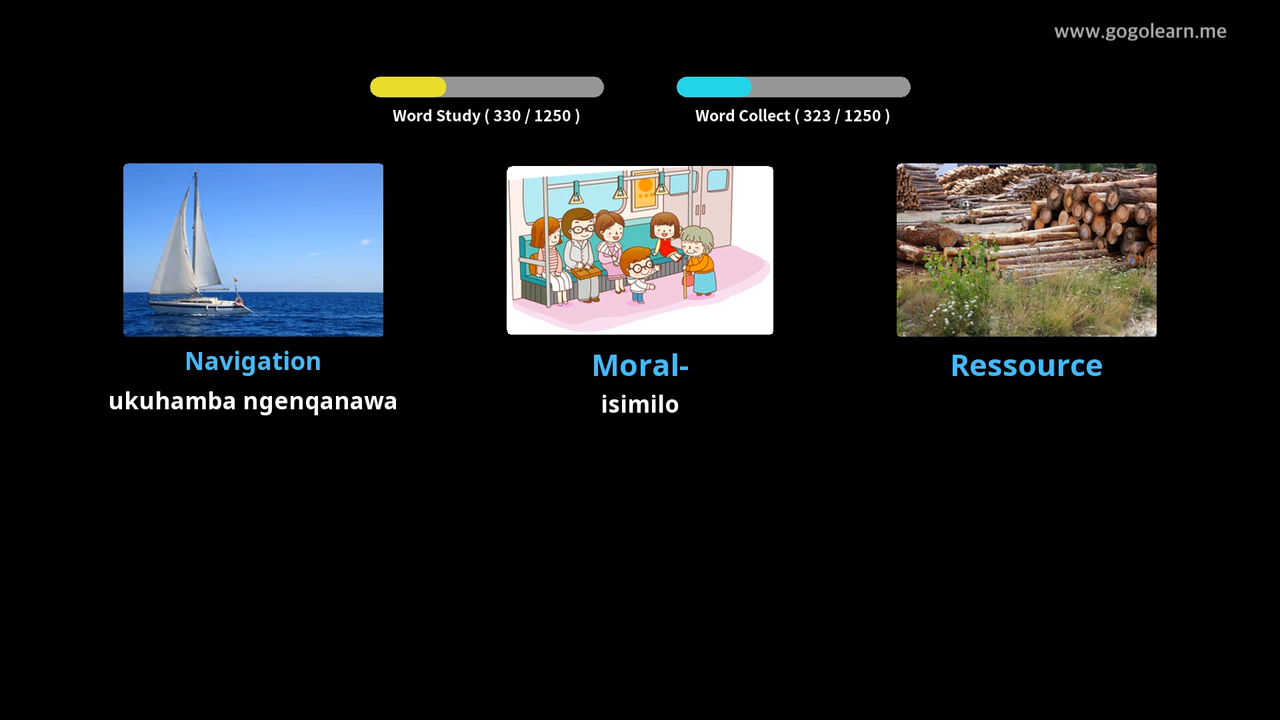 www.gogolearn.me
Word Study ( 330 / 1250 )
Word Collect ( 323 / 1250 )
Navigation
ukuhamba ngenqanawa
Moral-
isimilo
Ressource